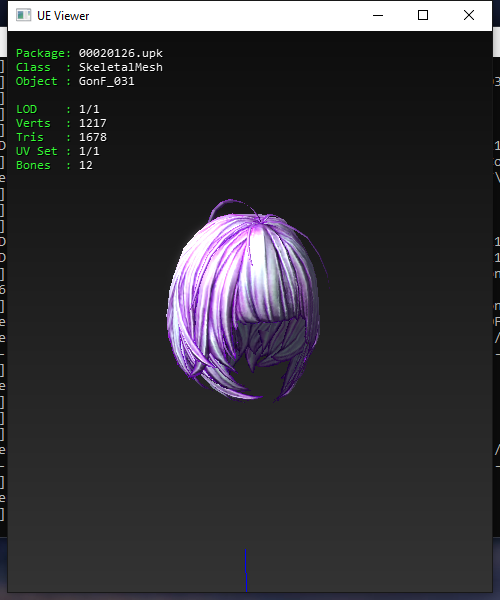 UE Viewer
Package: 00020126.upk
Class : SkeletalMesh
Object : GonF_031
LOD : 1/1
Verts : 1217
Tris : 1678
UV Set : 1/1
Bones : 12